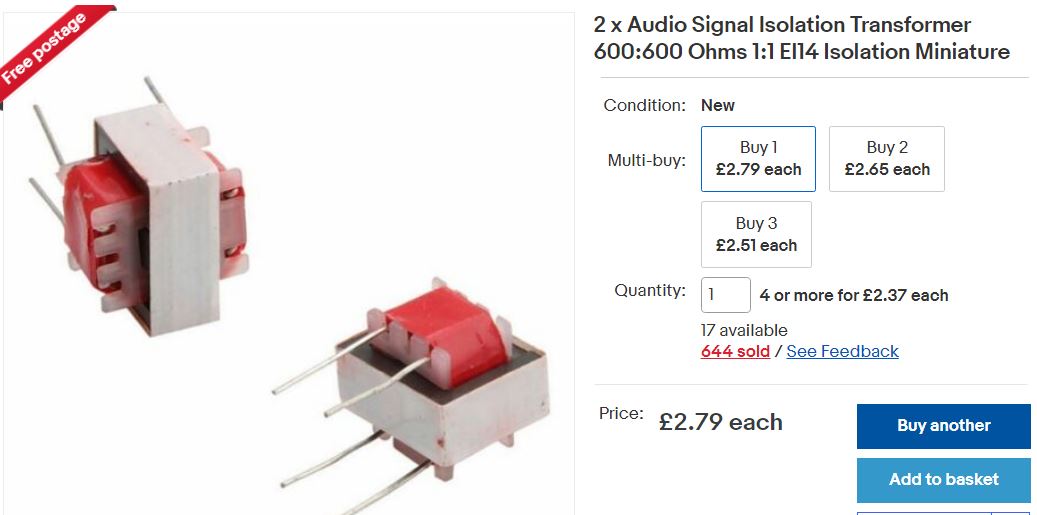 Free postage
2 x Audio Signal Isolation Transformer
600:600 Ohms 1:1 EI14 Isolation Miniature
Condition: New
Multi-buy:
Buy 1
£2.79 each
Buy 2
£2.65 each
Buy 3
£2.51 each
Quantity: 1 4 or more for £2.37 each
17 available
644 sold / See Feedback
Price: £2.79 each
Buy another
Add to basket